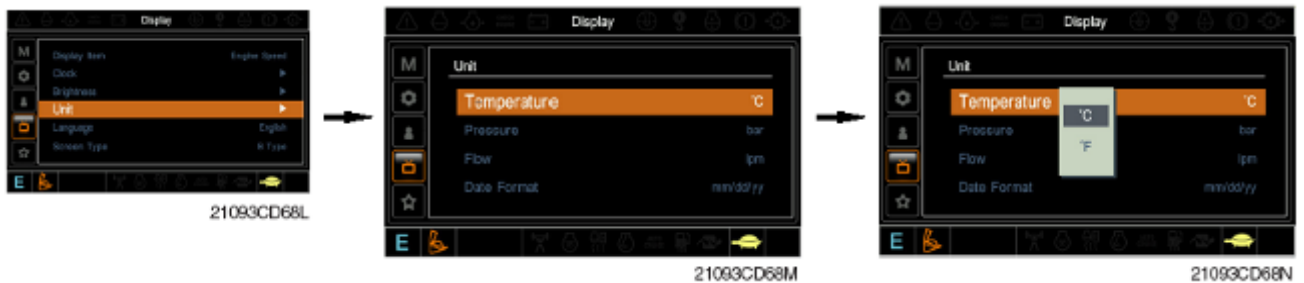 Display
M
Display Item Engine Speed
Clock
Brightness
Unit
Language English
Screen Type B Type
E
21093CD68L
Display
M
Unit
Temperature °C
Pressure bar
Flow lpm
Date Format mm/dd/yy
E
21093CD68M
Display
M
Unit
Temperature °C
°C
Pressure bar
°F
Flow lpm
Date Format mm/dd/yy
E
21093CD68N